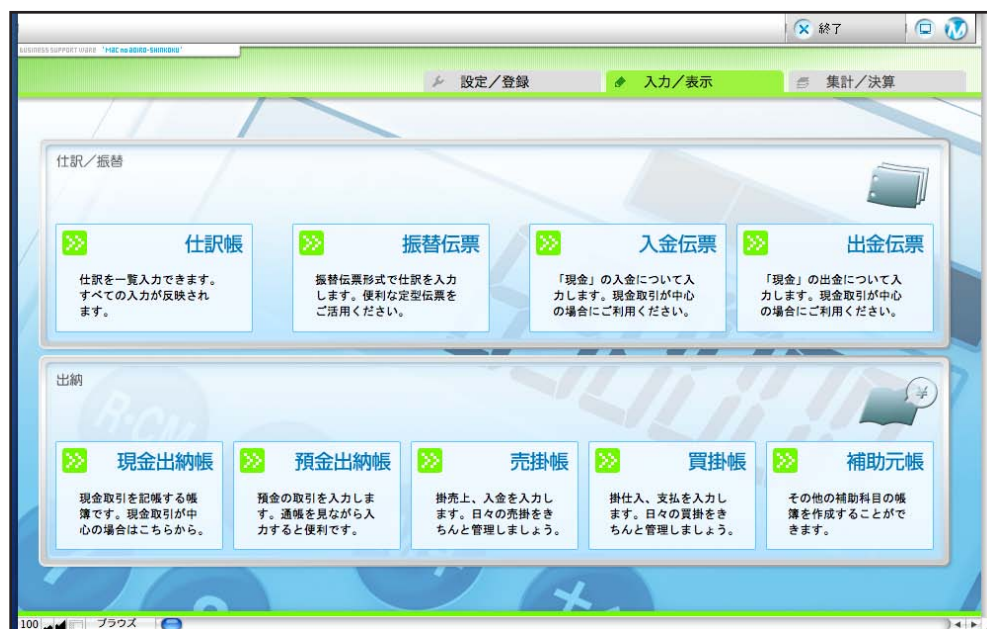 終了
BUSINESS SUPPORT WARE 'MAC no AOIRO-SHINKOKU'
設定／登録
入力／表示
集計／決算
仕訳／振替
仕訳帳
仕訳を一覧入力できます。
すべての入力が反映され
ます。
振替伝票
振替伝票形式で仕訳を入力
します。便利な定型伝票を
ご活用ください。
入金伝票
「現金」の入金について入
力します。現金取引が中心
の場合にご利用ください。
出金伝票
「現金」の出金について入
力します。現金取引が中心
の場合にご利用ください。
出納
現金出納帳
現金取引を記帳する帳
簿です。現金取引が中
心の場合はこちらから。
預金出納帳
預金の取引を入力しま
す。通帳を見ながら入
力すると便利です。
売掛帳
掛売上、入金を入力し
ます。日々の売掛をき
ちんと管理しましょう。
買掛帳
掛仕入、支払を入力し
ます。日々の買掛をき
ちんと管理しましょう。
補助元帳
その他の補助科目の帳
簿を作成することがで
きます。
100
ブラウズ